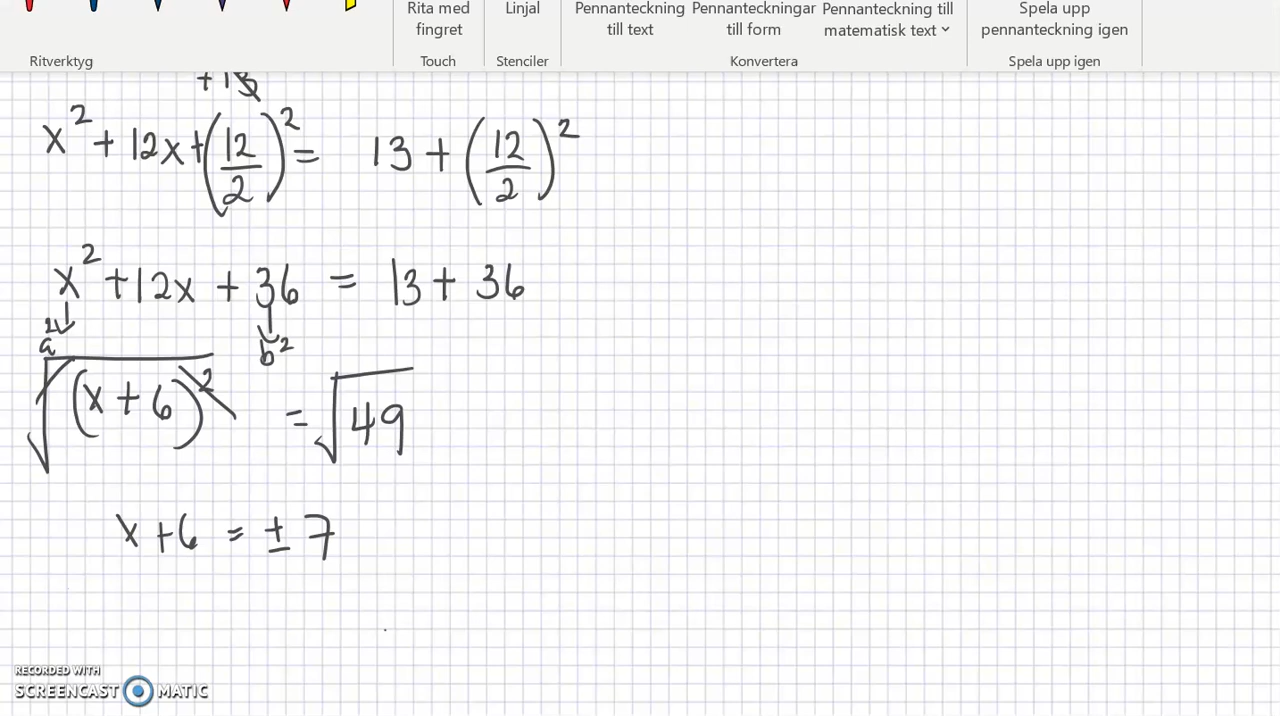 Rita med fingret
Linjal
Pennanteckning till text
Pennanteckningar till form
Pennanteckning till matematisk text
Spela upp pennanteckning igen
Ritverktyg
Touch
Stenciler
Konvertera
Spela upp igen
+13
x² + 12x + (12/2)² = 13 + (12/2)²
x² + 12x + 36 = 13 + 36
a² b²
√(x + 6)² = √49
x + 6 = ± 7
RECORDED WITH
SCREENCAST MATIC